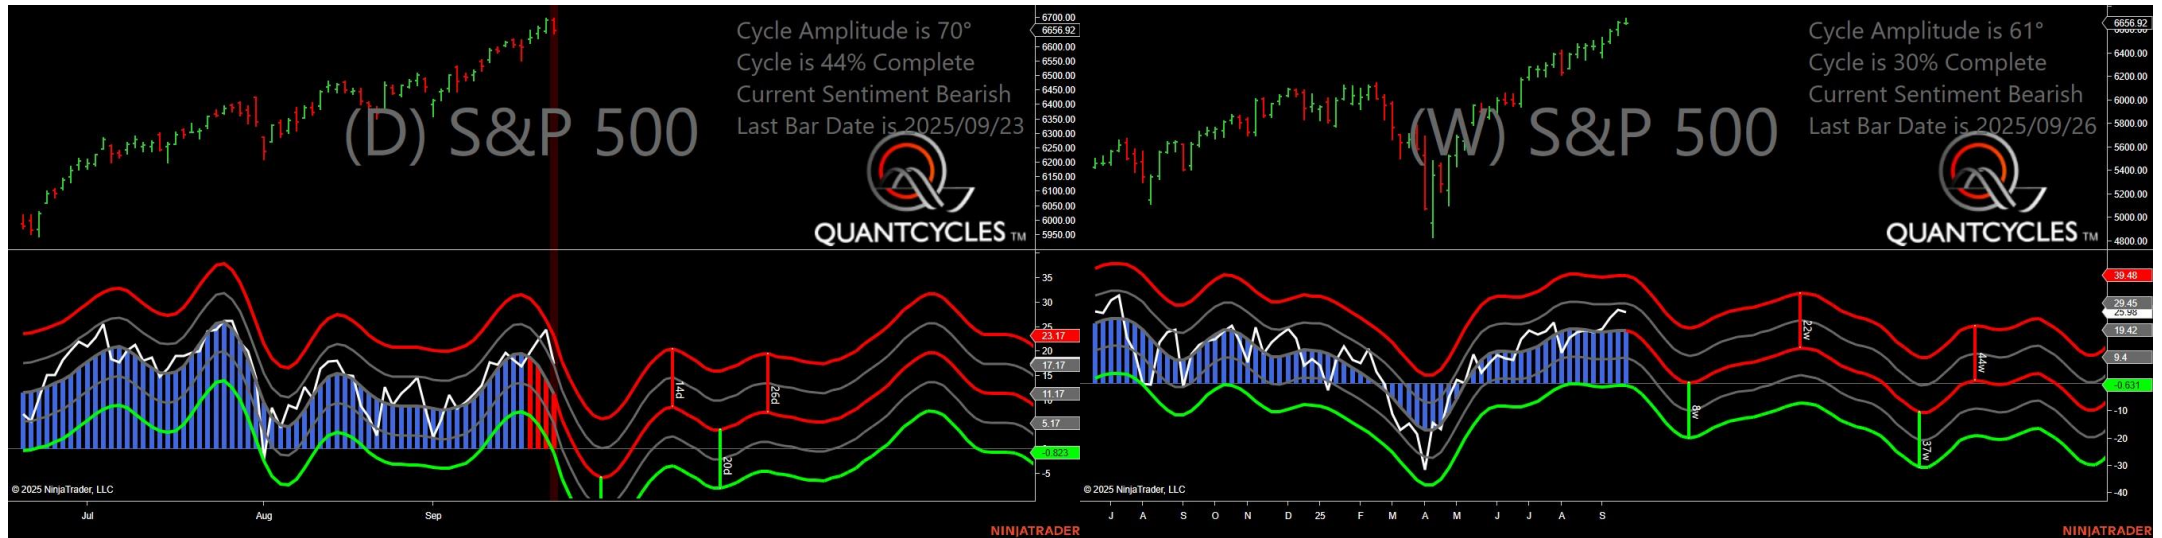 Cycle Amplitude is 70°
Cycle is 44% Complete
Current Sentiment Bearish
Last Bar Date is 2025/09/23
(D) S&P 500
QUANTCYCLES TM
6700.00
6656.92
6600.00
6550.00
6500.00
6450.00
6400.00
6350.00
6300.00
6250.00
6200.00
6150.00
6100.00
6050.00
6000.00
5950.00
35
30
25
23.17
20
17.17
15
11.17
5.17
-0.823
-5
14d
26d
20d
© 2025 NinjaTrader, LLC
Jul
Aug
Sep
NINJATRADER
Cycle Amplitude is 61°
Cycle is 30% Complete
Current Sentiment Bearish
Last Bar Date is 2025/09/26
(W) S&P 500
QUANTCYCLES TM
6656.92
6600.00
6400.00
6200.00
6000.00
5800.00
5600.00
5400.00
5200.00
5000.00
4800.00
39.48
29.45
25.98
19.42
9.4
-0.631
-10
-20
-30
-40
22w
44w
8w
37w
© 2025 NinjaTrader, LLC
J A S O N D 25 F M A M J J A S
NINJATRADER